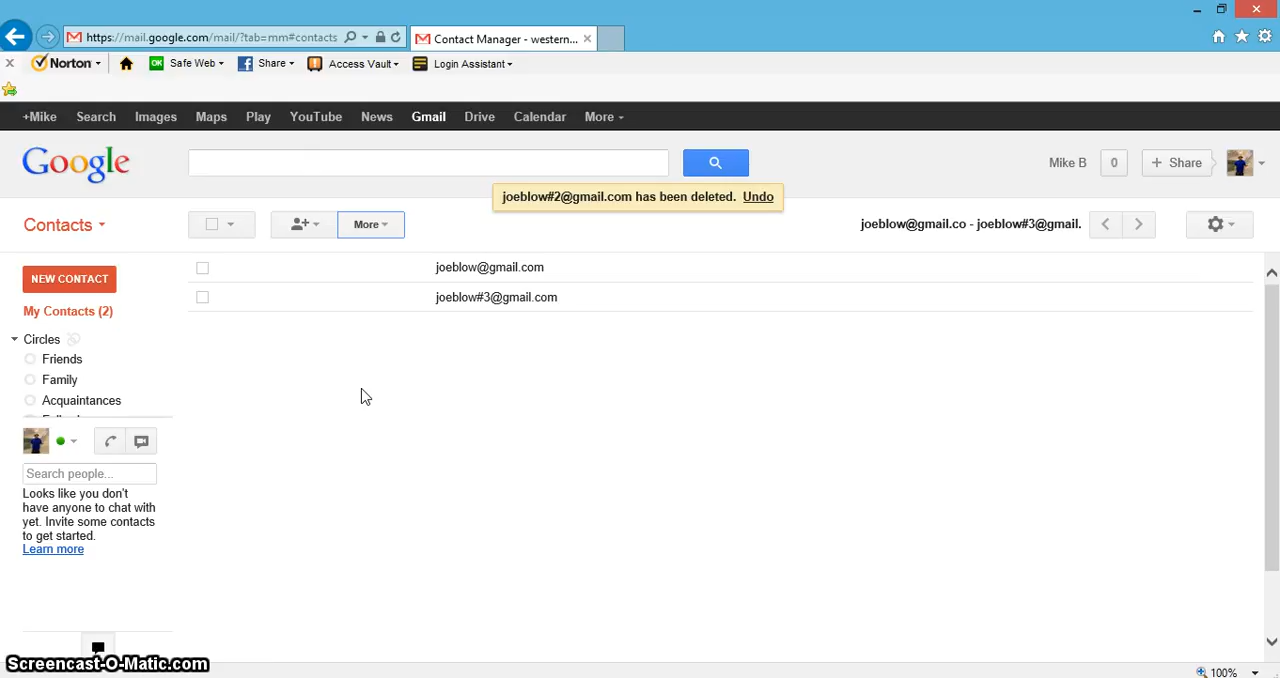 https://mail.google.com/mail/?tab=mm#contacts
Contact Manager - western...
Norton
OK Safe Web
Share
Access Vault
Login Assistant
+Mike Search Images Maps Play YouTube News Gmail Drive Calendar More
Google
Mike B 0 + Share
joeblow#2@gmail.com has been deleted. Undo
Contacts
More
joeblow@gmail.co - joeblow#3@gmail.
NEW CONTACT
joeblow@gmail.com
joeblow#3@gmail.com
My Contacts (2)
Circles
Friends
Family
Acquaintances
Search people...
Looks like you don't
have anyone to chat with
yet. Invite some contacts
to get started.
Learn more
Screencast-O-Matic.com
100%